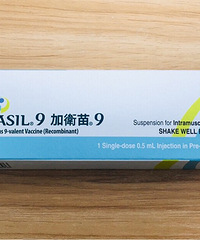 ASIL®9 加衛苗®9
us 9-valent Vaccine (Recombinant)
Suspension for Intramusc
SHAKE WELL
1 Single-dose 0.5 mL Injection in Pre-